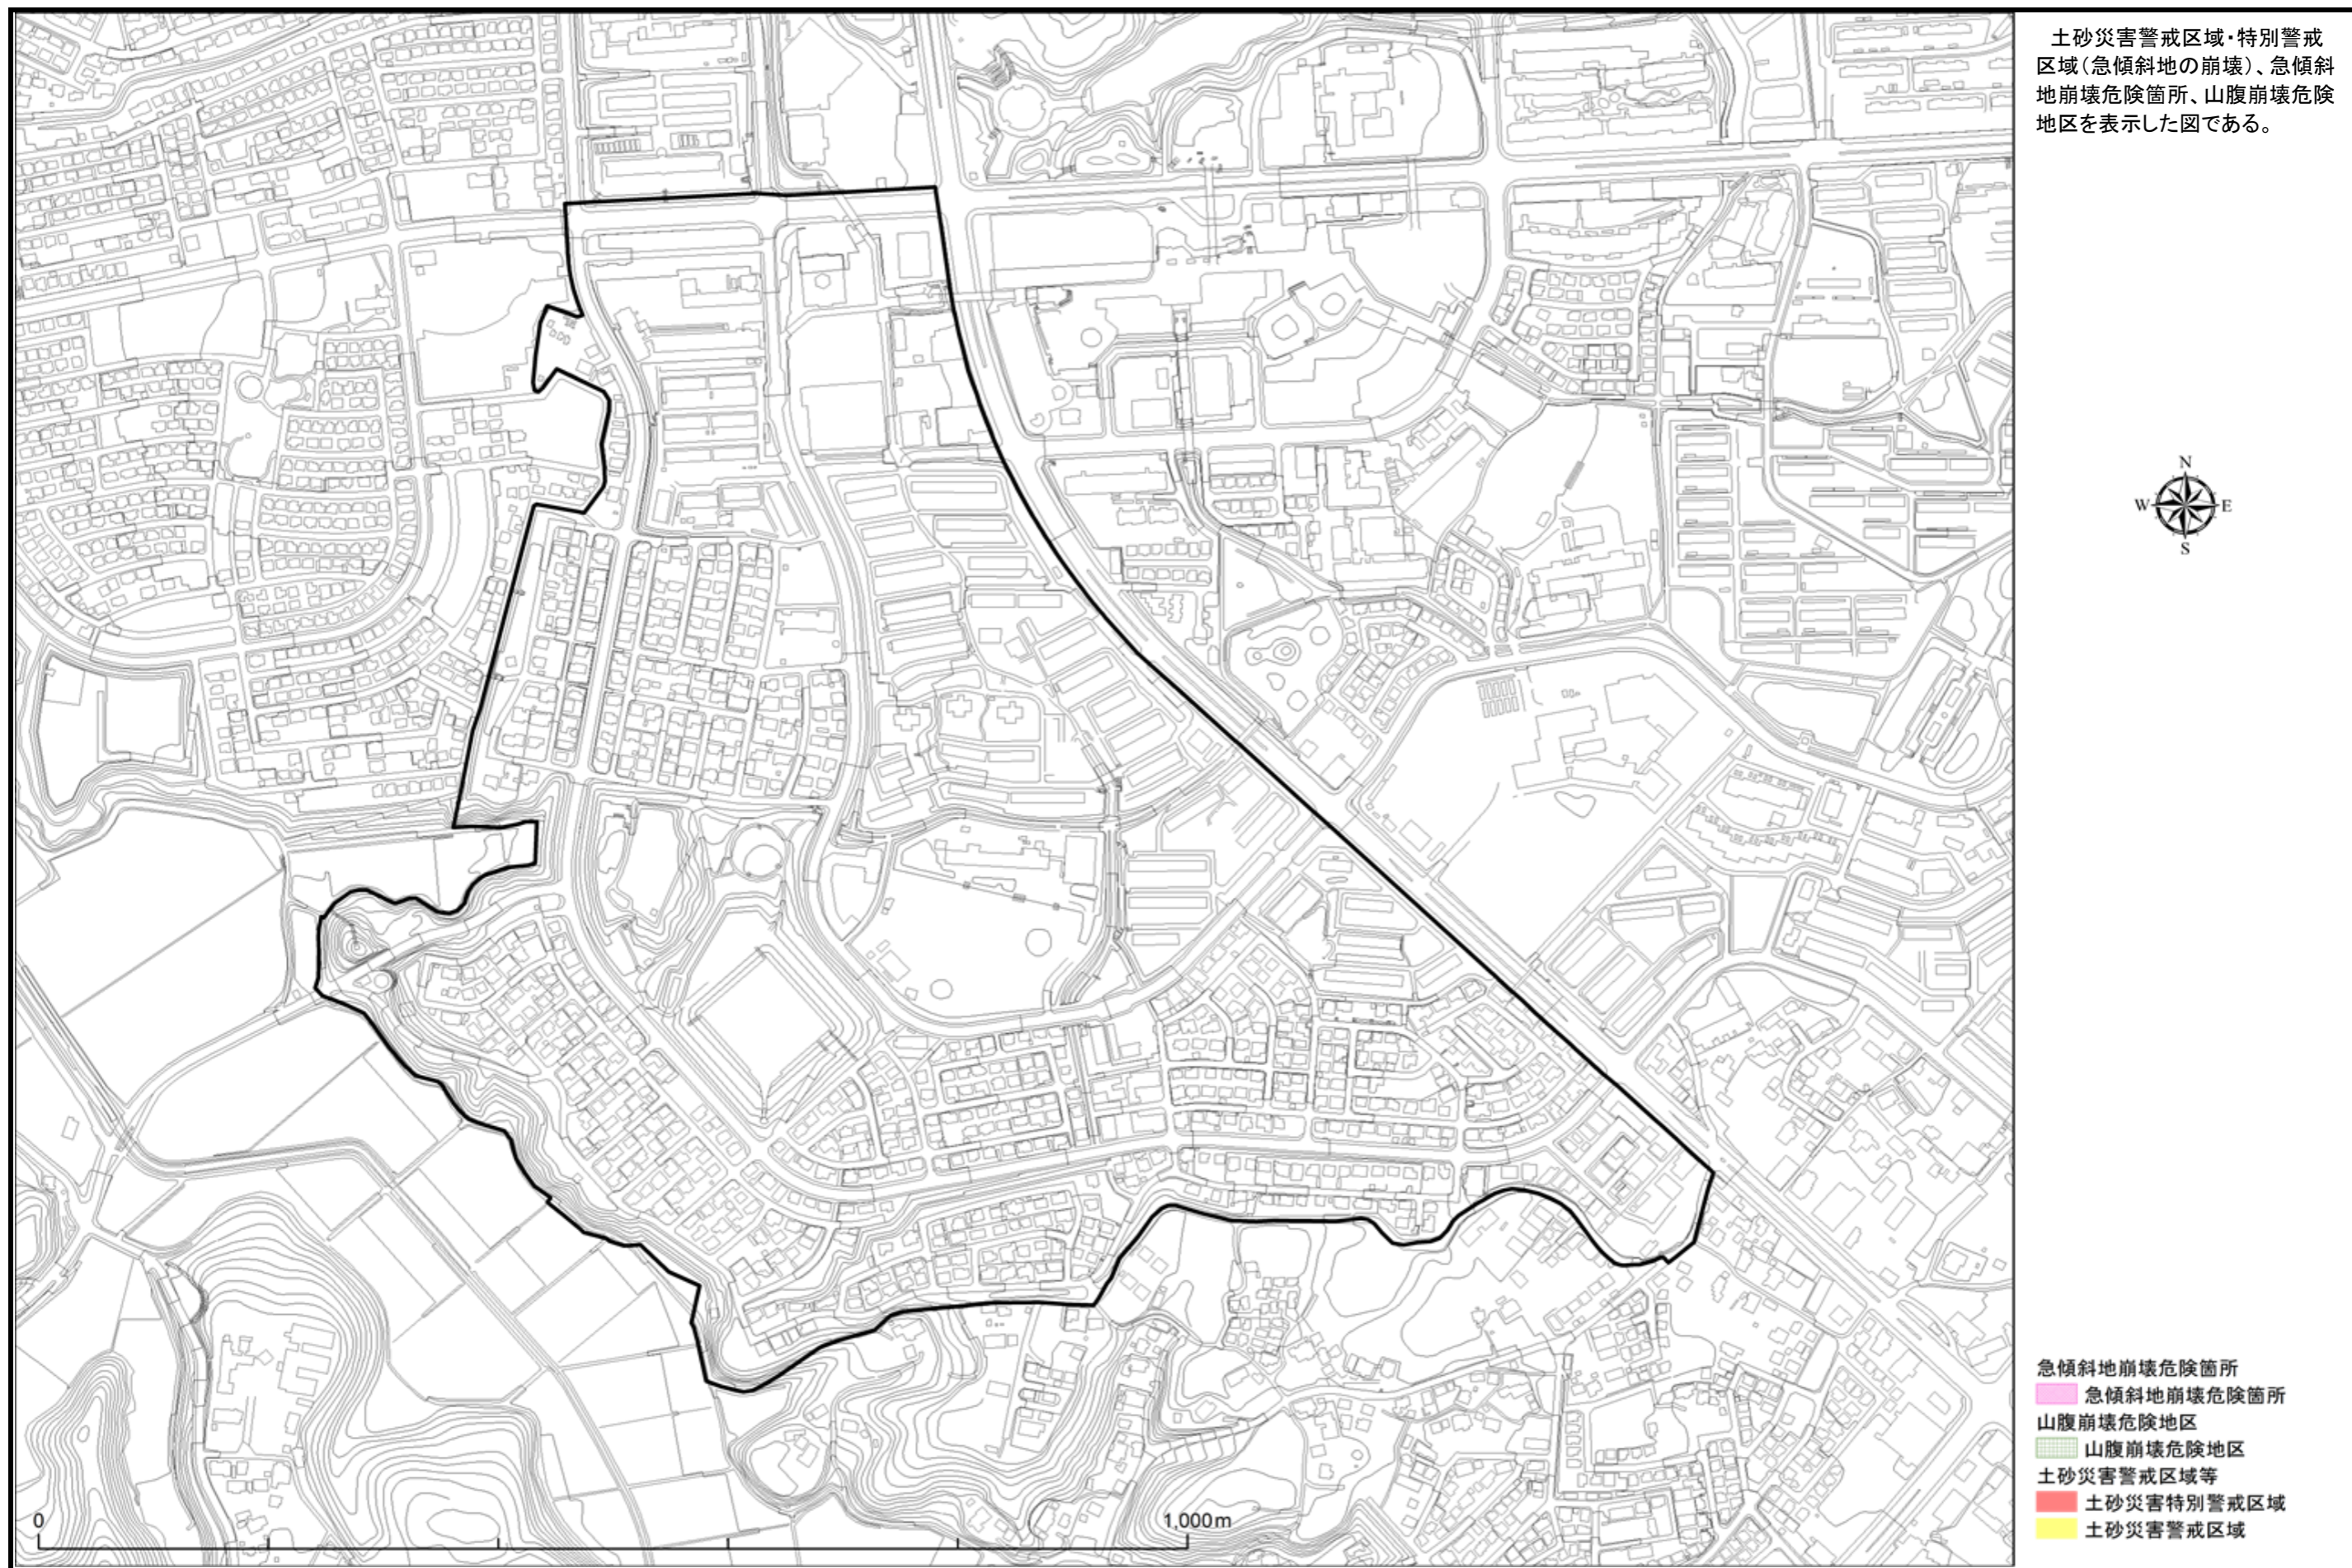 土砂災害警戒区域・特別警戒
区域(急傾斜地の崩壊)、急傾斜
地崩壊危険箇所、山腹崩壊危険
地区を表示した図である。
N
W E
S
急傾斜地崩壊危険箇所
急傾斜地崩壊危険箇所
山腹崩壊危険地区
山腹崩壊危険地区
土砂災害警戒区域等
土砂災害特別警戒区域
土砂災害警戒区域
0 1,000m